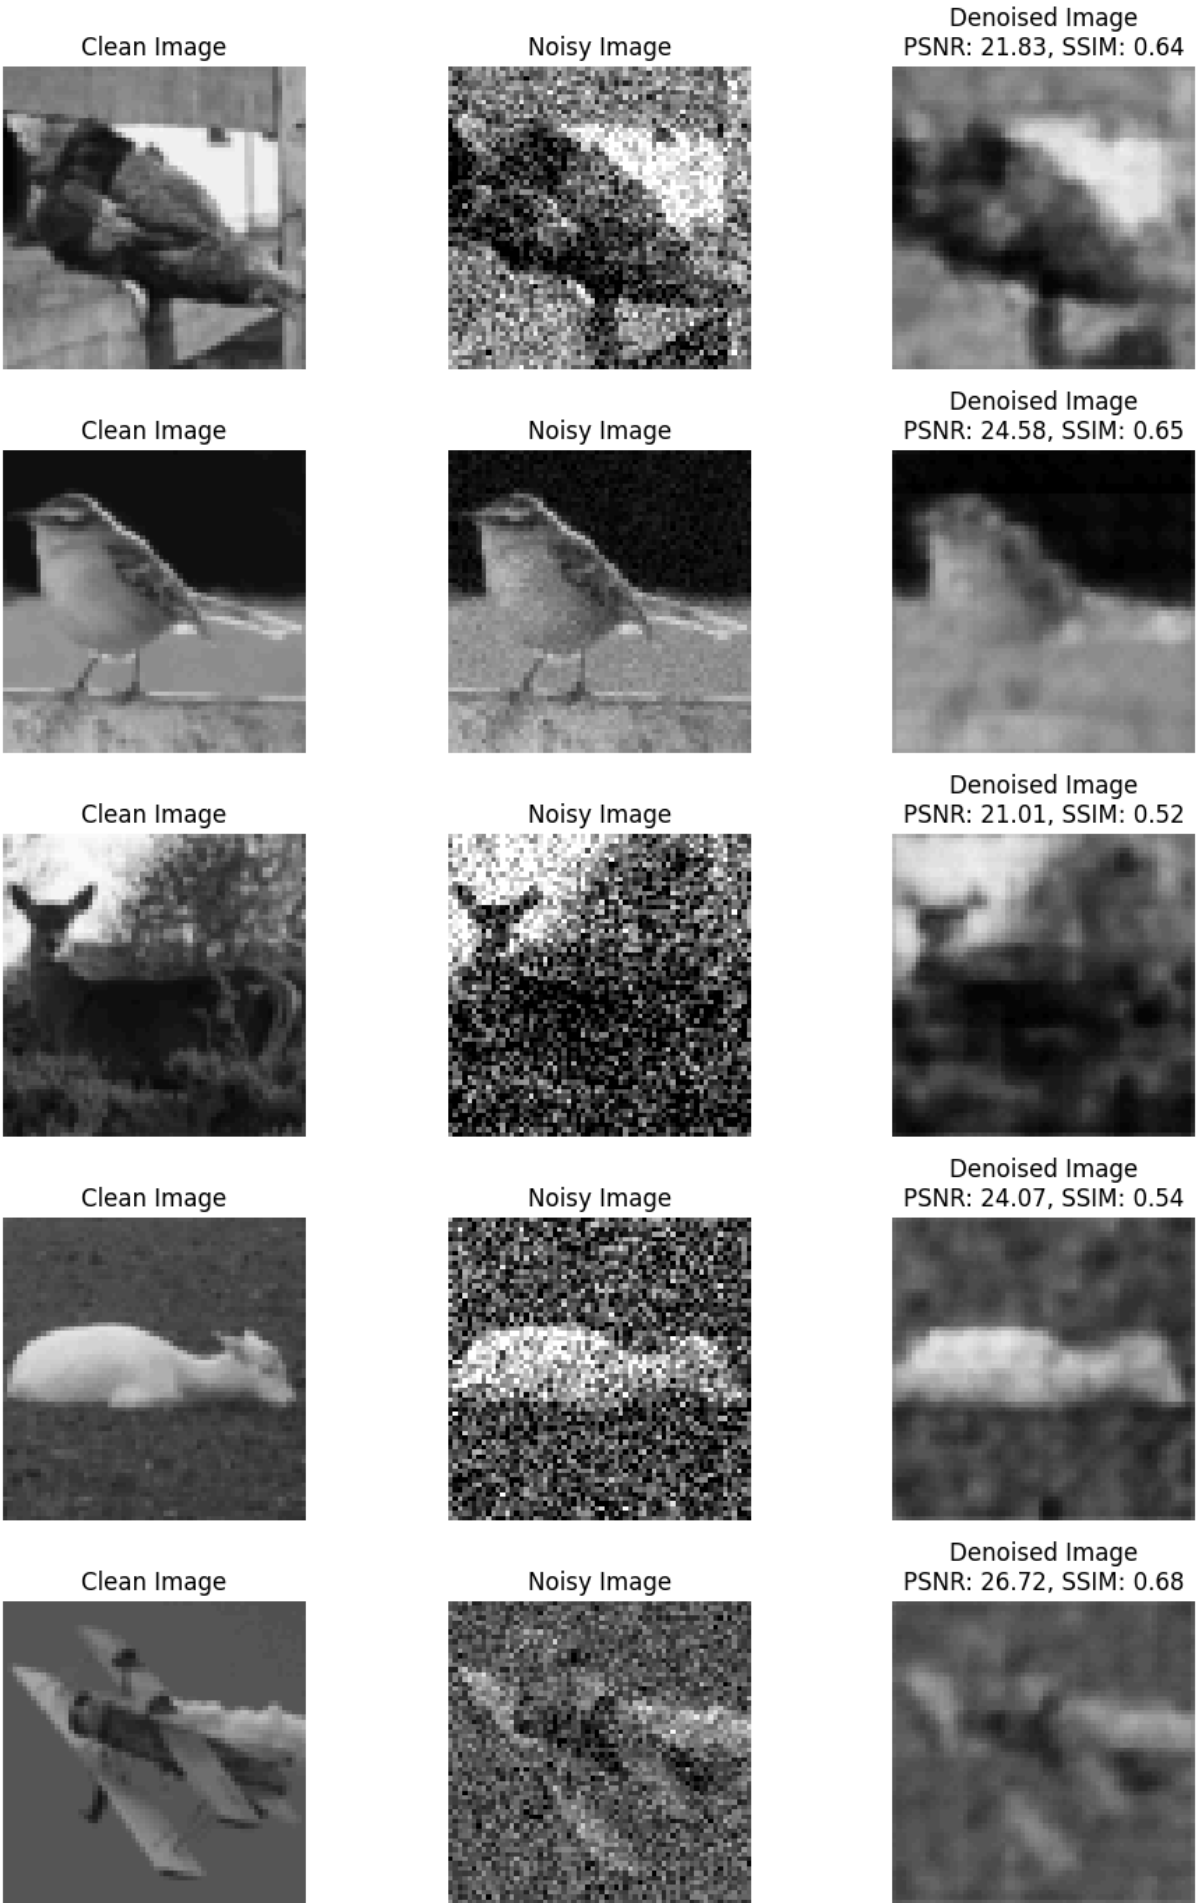 Clean Image
Noisy Image
Denoised Image
PSNR: 21.83, SSIM: 0.64
Clean Image
Noisy Image
Denoised Image
PSNR: 24.58, SSIM: 0.65
Clean Image
Noisy Image
Denoised Image
PSNR: 21.01, SSIM: 0.52
Clean Image
Noisy Image
Denoised Image
PSNR: 24.07, SSIM: 0.54
Clean Image
Noisy Image
Denoised Image
PSNR: 26.72, SSIM: 0.68